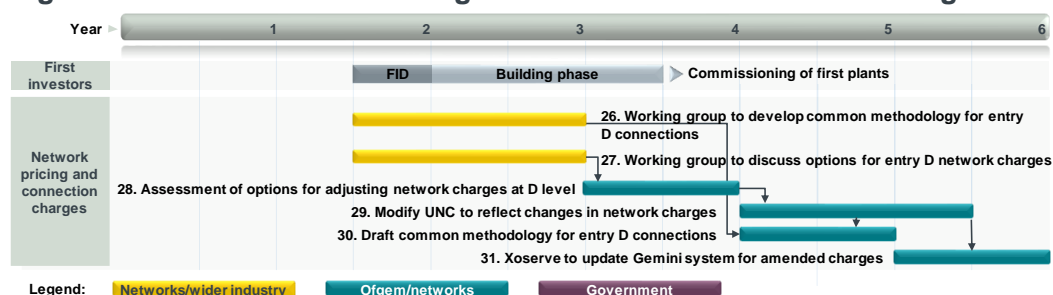 Year
1 2 3 4 5 6
First
investors
FID
Building phase
Commissioning of first plants
Network
pricing and
connection
charges
26. Working group to develop common methodology for entry
D connections
27. Working group to discuss options for entry D network charges
28. Assessment of options for adjusting network charges at D level
29. Modify UNC to reflect changes in network charges
30. Draft common methodology for entry D connections
31. Xoserve to update Gemini system for amended charges
Legend: Networks/wider industry Ofgem/networks Government